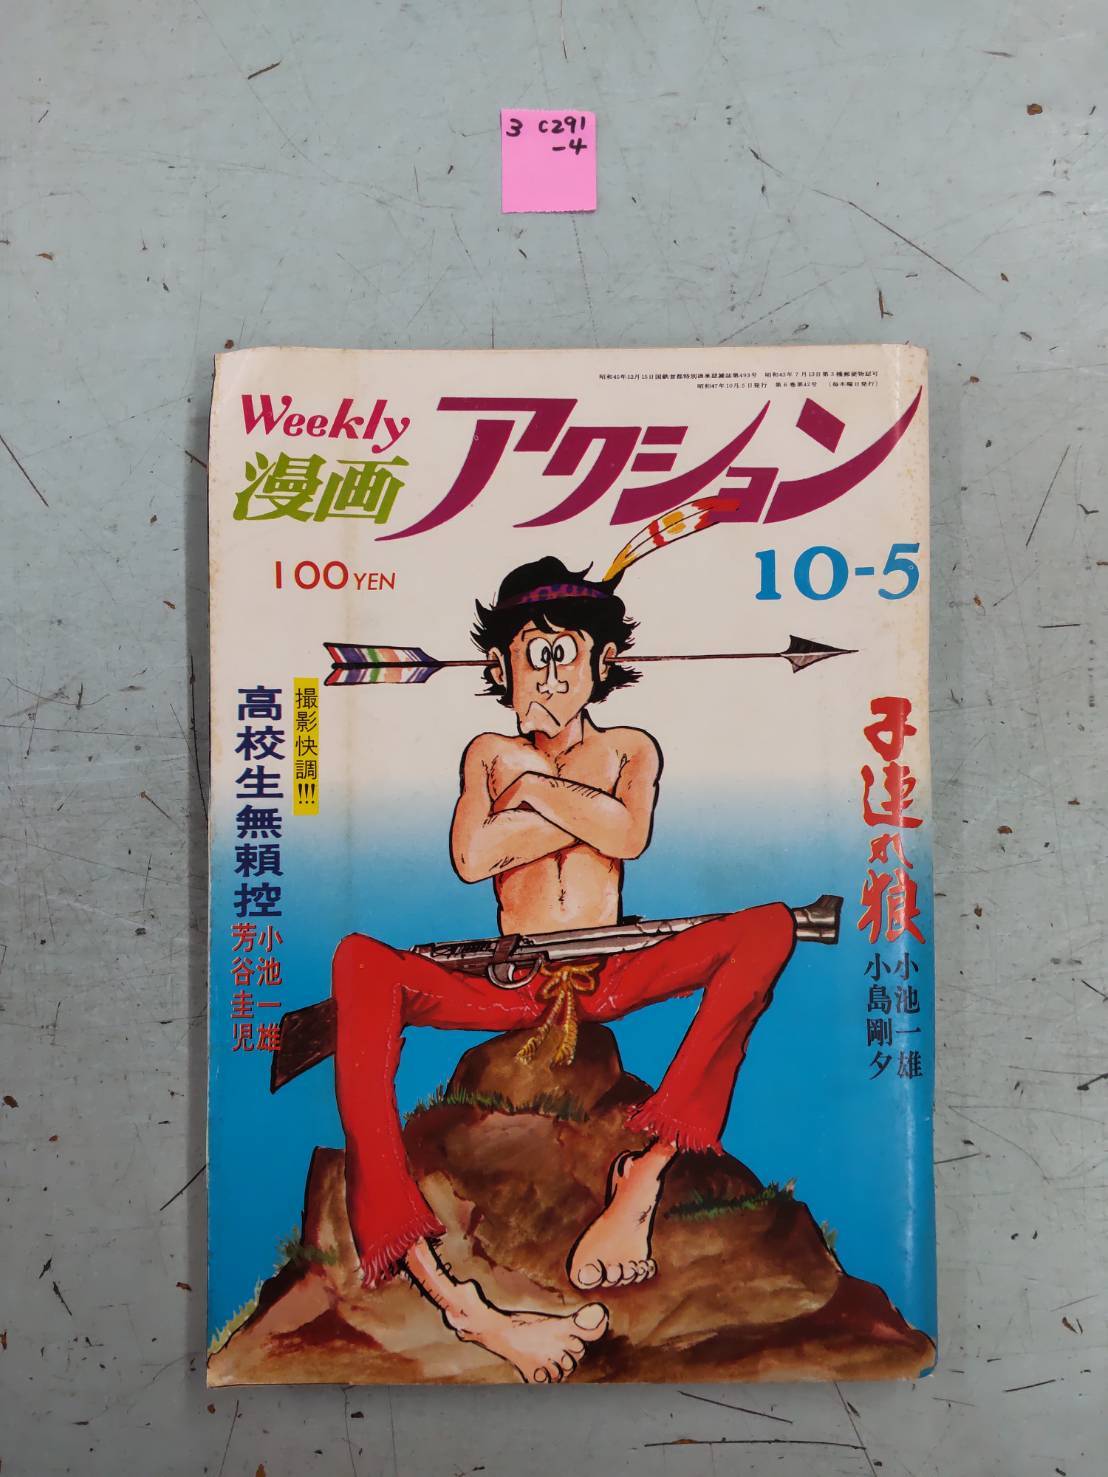 3 C291
-4
昭和45年12月15日国鉄首都特別扱承認雑誌第493号 昭和42年7月13日第3種郵便物認可
昭和47年10月5日発行 第6巻第42号 (毎木曜日発行)
Weekly
漫画
アクション
100YEN
10-5
撮影快調!!!
高校生無頼控
小池一雄
芳谷圭児
子連れ狼
小池一雄
小島剛夕